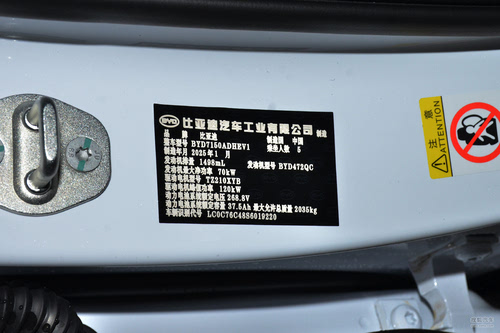 BYD 比亚迪汽车工业有限公司 制造
品 牌 比亚迪 制造国 中国
整车型号 BYD7150ADHEV1 乘坐人数 5
制造年月 2025年1月
发动机排量 1498mL 发动机型号 BYD472QC
发动机最大净功率 70kW
驱动电机型号 TZ210XYB
驱动电机峰值功率 120kW
动力电池系统额定电压 268.8V
动力电池系统额定容量 37.5Ah 最大允许总质量 2035kg
车辆识别代号 LC0C76C48S6019220
注意
ATTENTION